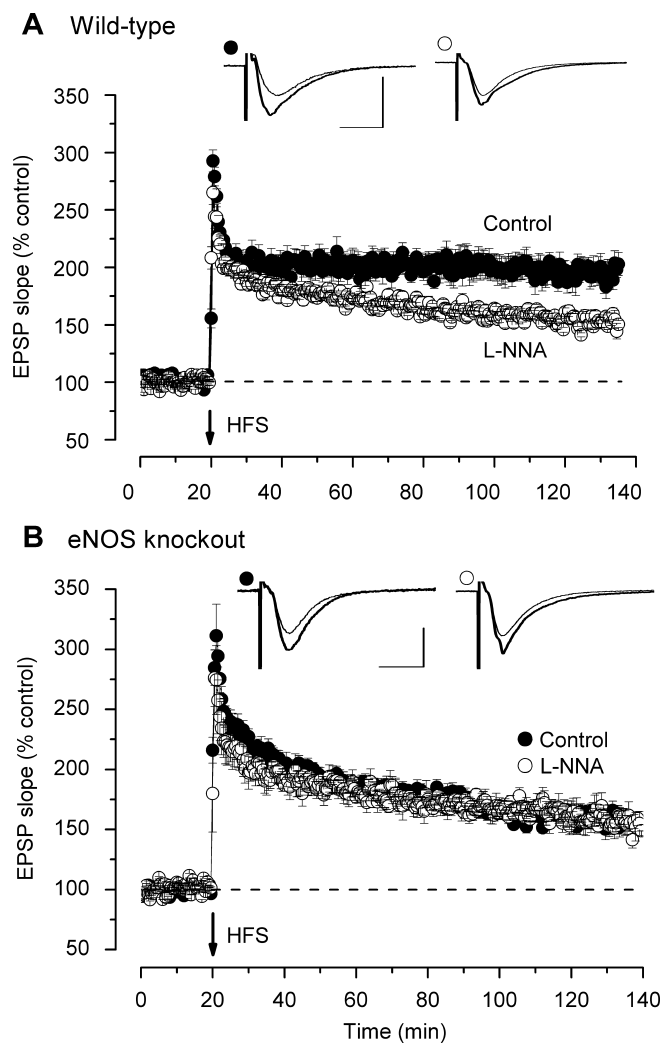 A Wild-type
350
300
250
200
150
100
50
EPSP slope (% control)
Control
L-NNA
HFS
0 20 40 60 80 100 120 140
B eNOS knockout
350
300
250
200
150
100
50
EPSP slope (% control)
Control
L-NNA
HFS
0 20 40 60 80 100 120 140
Time (min)